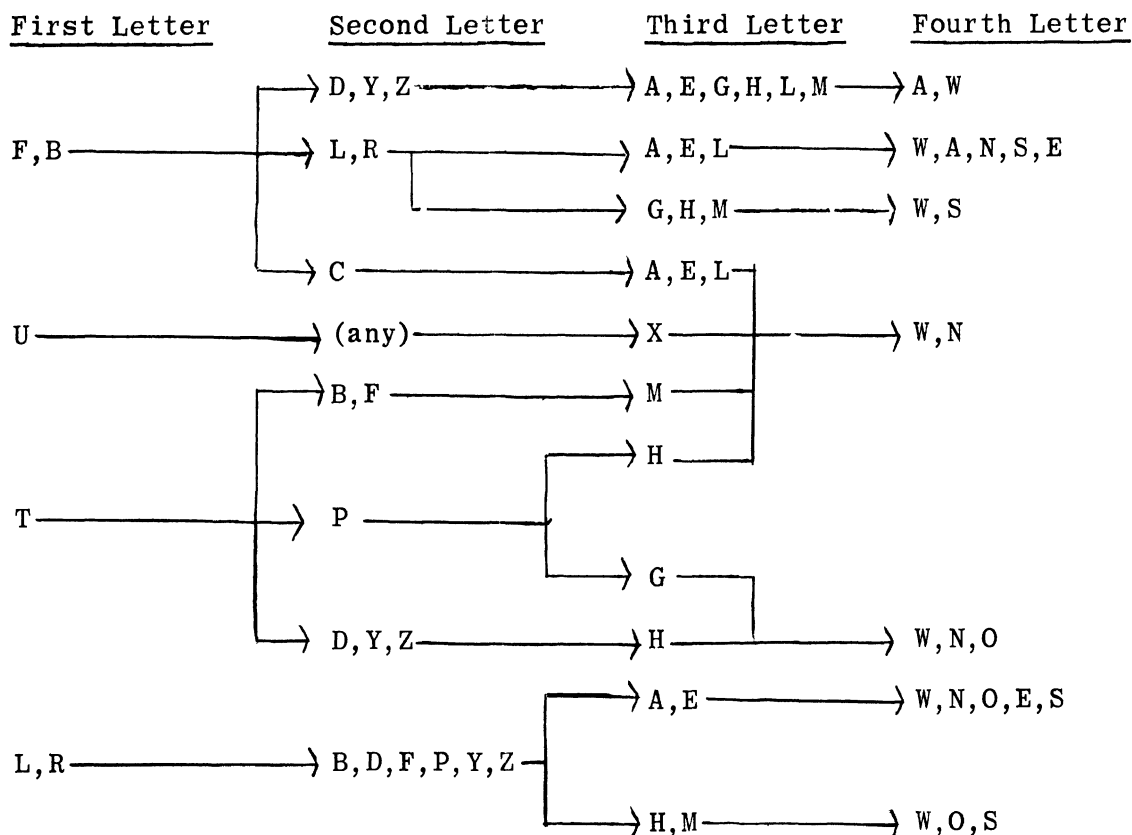 First Letter Second Letter Third Letter Fourth Letter
D,Y,Z A,E,G,H,L,M A,W
F,B L,R A,E,L W,A,N,S,E
G,H,M W,S
C A,E,L
U (any) X W,N
B,F M
H
T P
G
D,Y,Z H W,N,O
A,E W,N,O,E,S
L,R B,D,F,P,Y,Z
H,M W,O,S